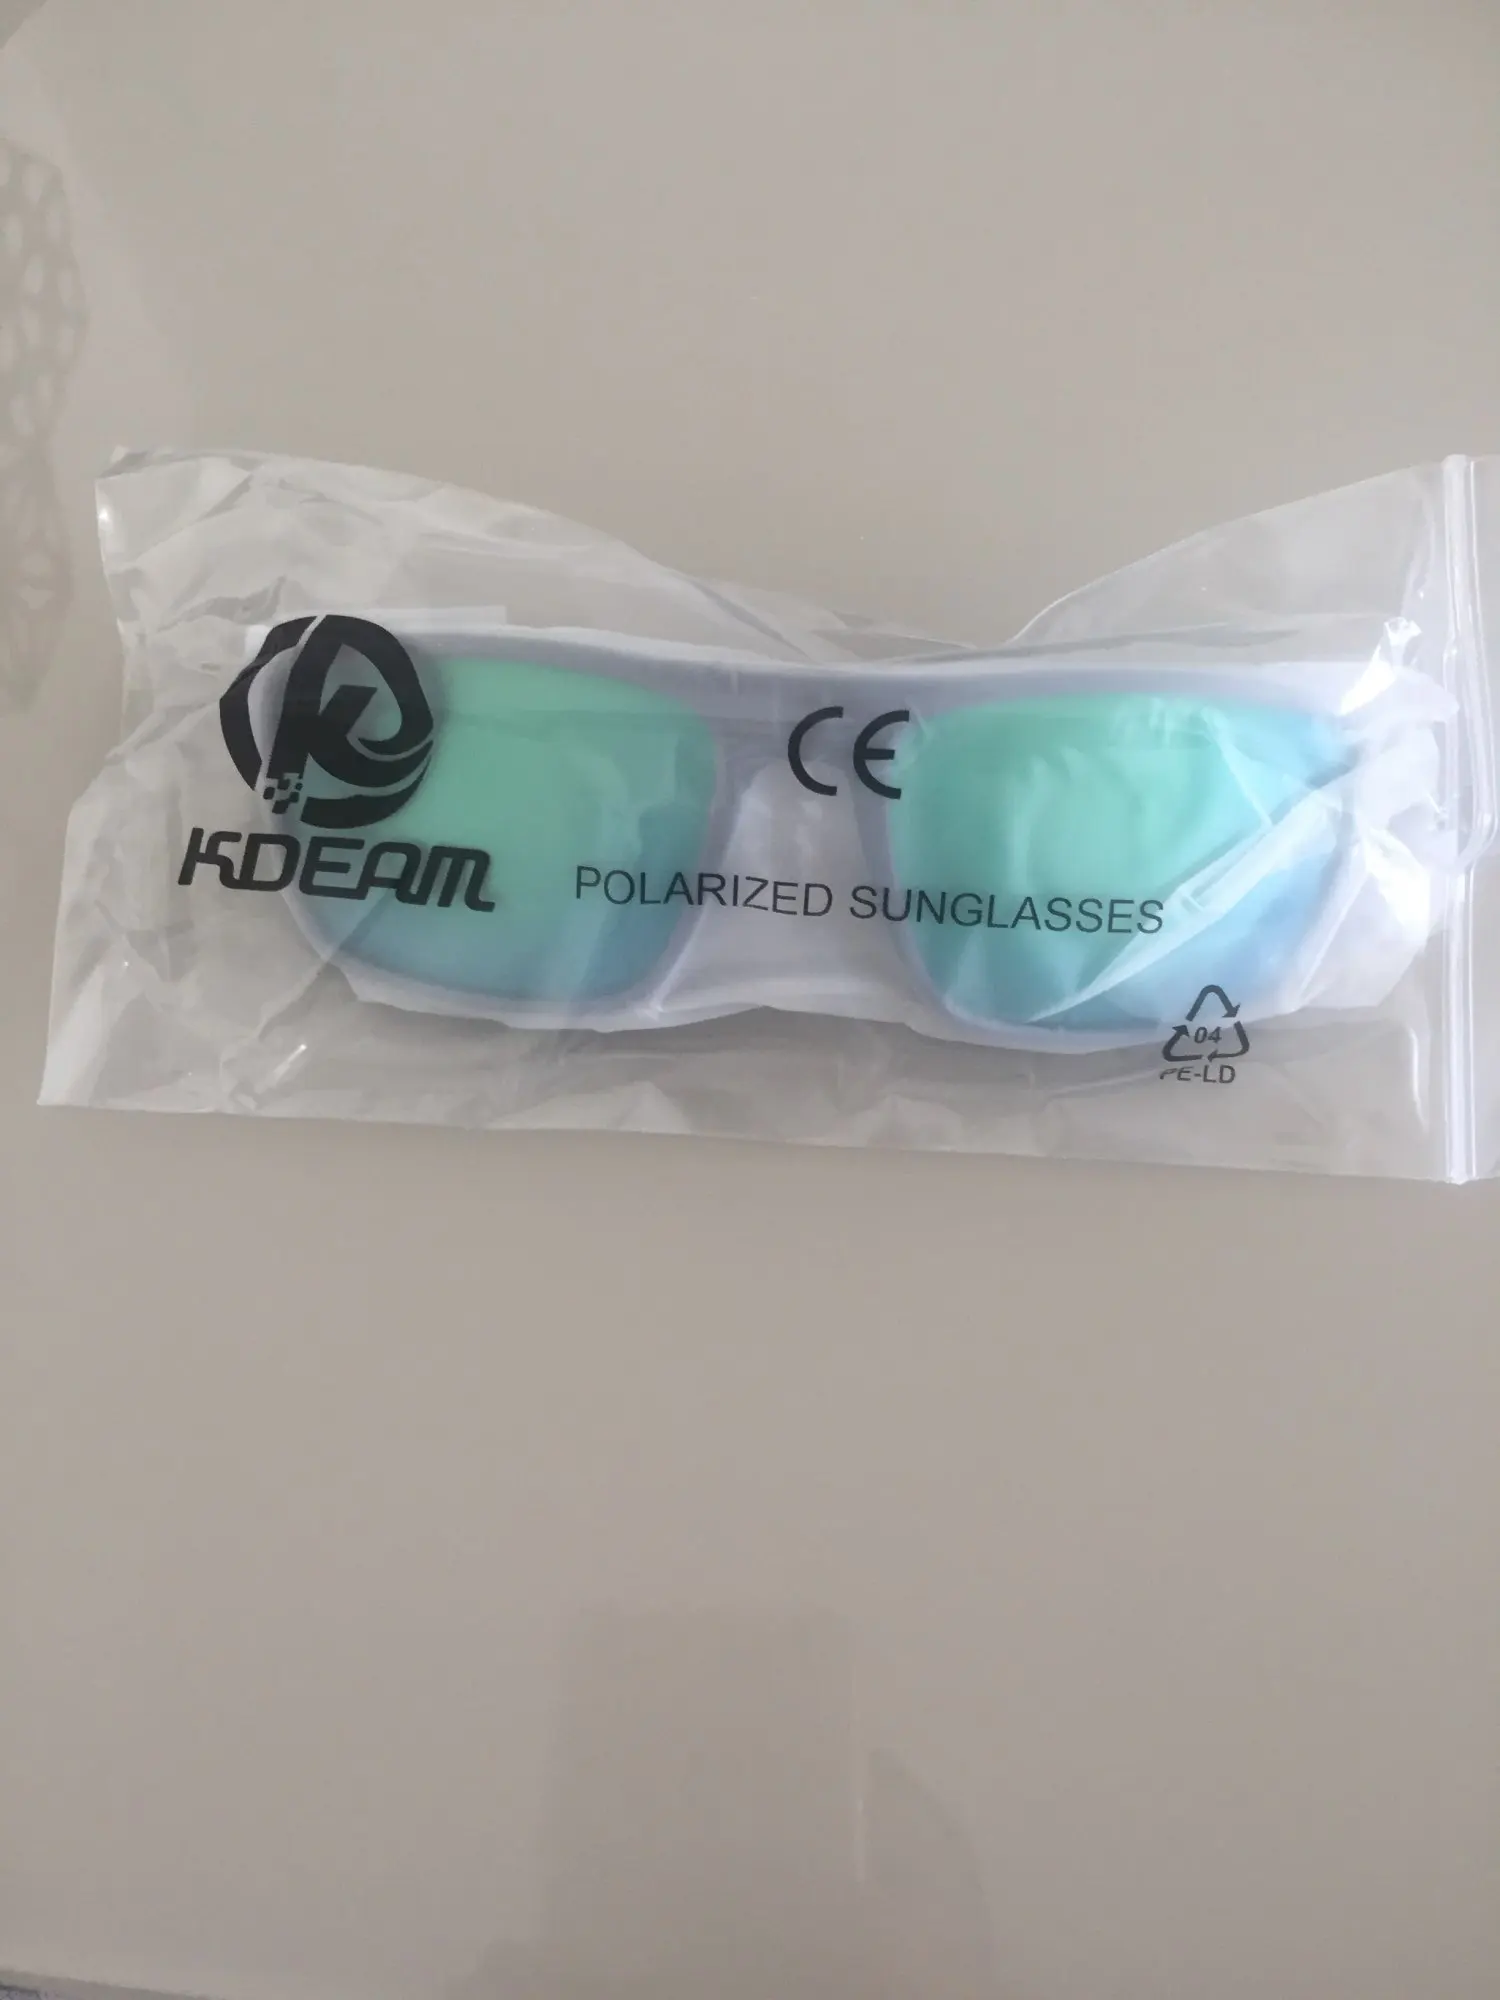 KDEAM
CE
POLARIZED SUNGLASSES
04
PE-LD